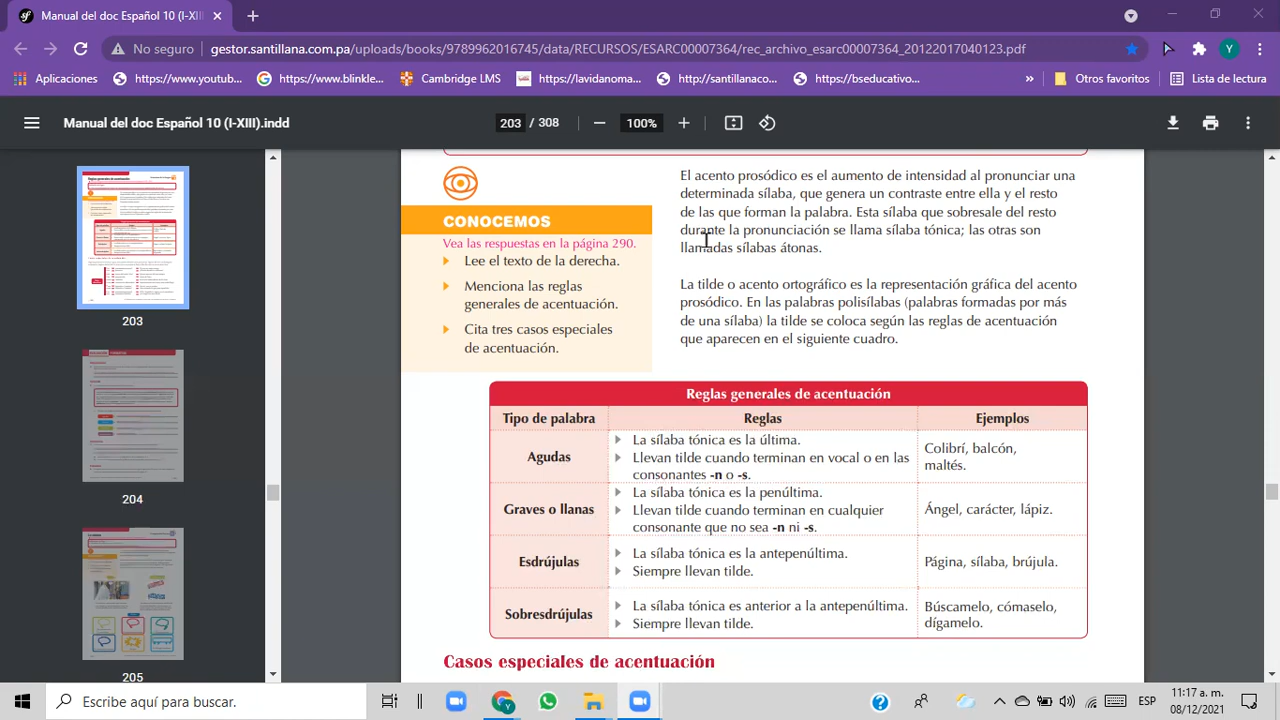 Manual del doc Español 10 (I-XI
No seguro
gestor.santillana.com.pa/uploads/books/9789962016745/data/RECURSOS/ESARC00007364/rec_archivo_esarc00007364_20122017040123.pdf
Aplicaciones
https://www.youtub...
https://www.blinkle...
Cambridge LMS
https://lavidanoma...
http://santillanaco...
https://bseducativo...
»
Otros favoritos
Lista de lectura
Manual del doc Español 10 (I-XIII).indd
203 / 308
100%
203
204
205
CONOCEMOS
Vea las respuestas en la página 290.
Lee el texto de la derecha.
Menciona las reglas
generales de acentuación.
Cita tres casos especiales
de acentuación.
El acento prosódico es el aumento de intensidad al pronunciar una
determinada sílaba, que genera un contraste entre ella y el resto
de las que forman la palabra. Esta sílaba que sobresale del resto
durante la pronunciación se llama sílaba tónica; las otras son
llamadas sílabas átonas.
La tilde o acento ortográfico es la representación gráfica del acento
prosódico. En las palabras polisílabas (palabras formadas por más
de una sílaba) la tilde se coloca según las reglas de acentuación
que aparecen en el siguiente cuadro.
Reglas generales de acentuación
Tipo de palabra
Reglas
Ejemplos
Agudas
La sílaba tónica es la última.
Llevan tilde cuando terminan en vocal o en las
consonantes -n o -s.
Colibrí, balcón,
maltés.
Graves o llanas
La sílaba tónica es la penúltima.
Llevan tilde cuando terminan en cualquier
consonante que no sea -n ni -s.
Ángel, carácter, lápiz.
Esdrújulas
La sílaba tónica es la antepenúltima.
Siempre llevan tilde.
Página, sílaba, brújula.
Sobresdrújulas
La sílaba tónica es anterior a la antepenúltima.
Siempre llevan tilde.
Búscamelo, cómaselo,
dígamelo.
Casos especiales de acentuación
Escribe aquí para buscar.
ESP
11:17 a. m.
08/12/2021